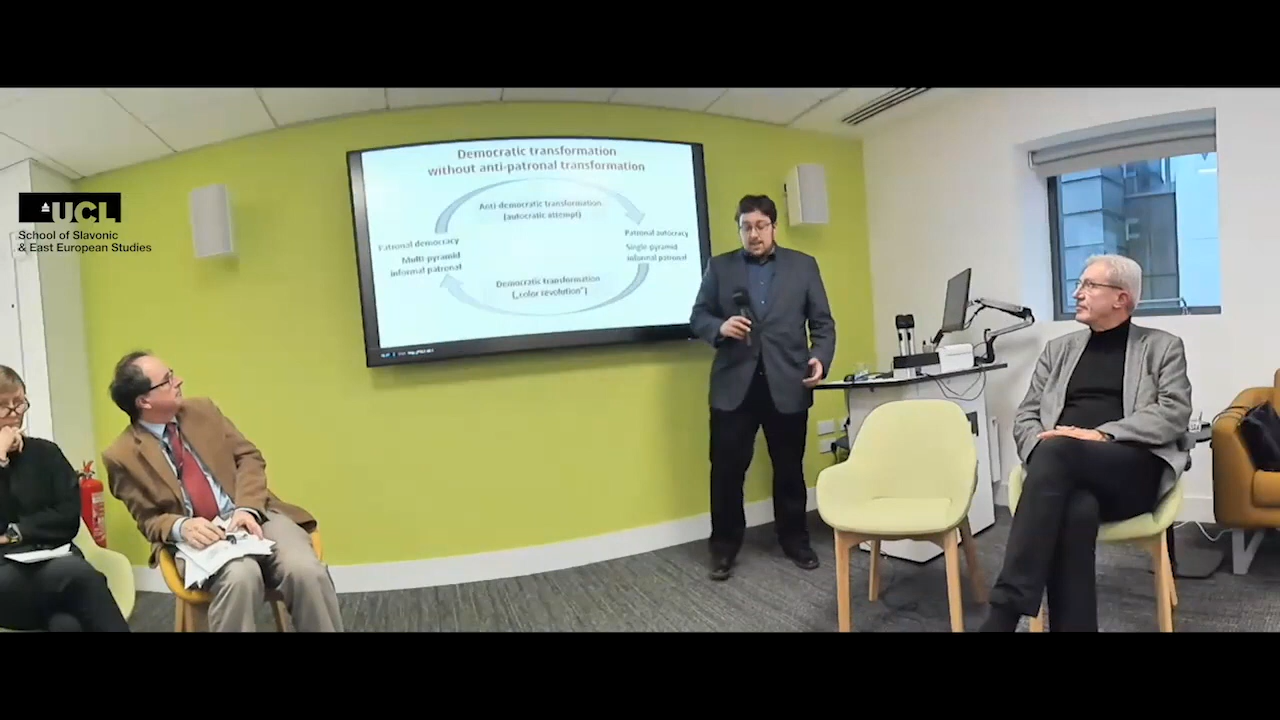 UCL
School of Slavonic
& East European Studies
Democratic transformation
without anti-patronal transformation
Anti-democratic transformation
(autocratic attempt)
Patronal democracy
Multi-pyramid
informal patronal
Patronal autocracy
Single-pyramid
informal patronal
Democratic transformation
(„color revolution”)